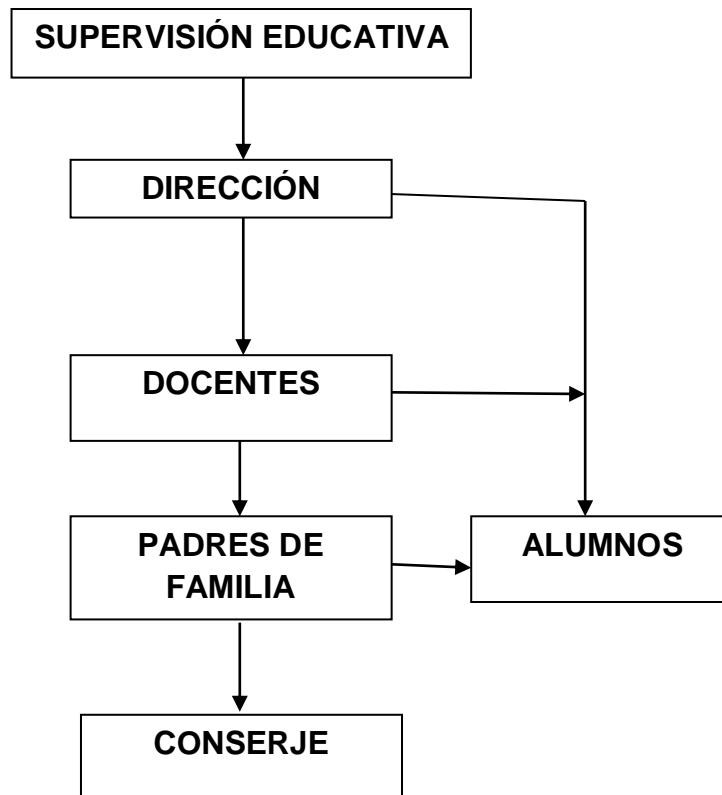 SUPERVISIÓN EDUCATIVA
DIRECCIÓN
DOCENTES
PADRES DE
FAMILIA
ALUMNOS
CONSERJE